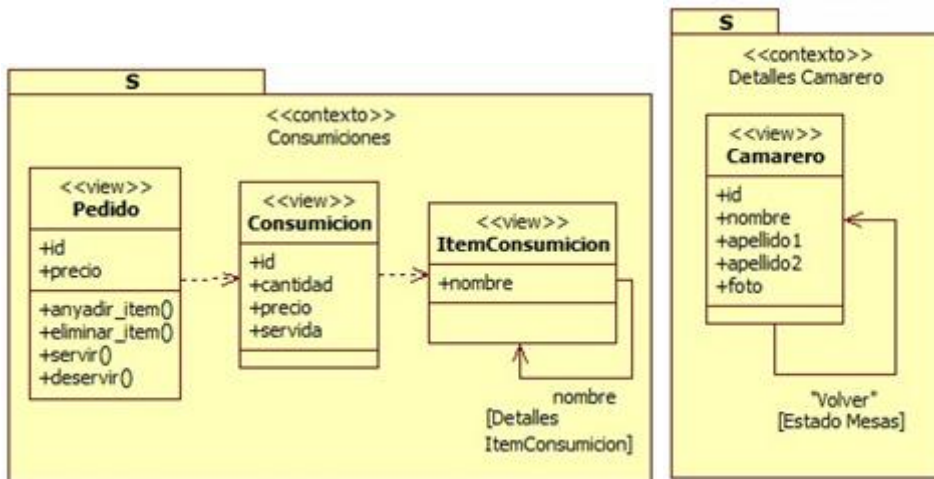 S
<<contexto>>
Consumiciones
<<view>>
Pedido
+id
+precio
+anyadir_item()
+eliminar_item()
+servir()
+deservir()
<<view>>
Consumicion
+id
+cantidad
+precio
+servida
<<view>>
ItemConsumicion
+nombre
nombre
[Detalles
ItemConsumicion]
S
<<contexto>>
Detalles Camarero
<<view>>
Camarero
+id
+nombre
+apellido1
+apellido2
+foto
"Volver"
[Estado Mesas]